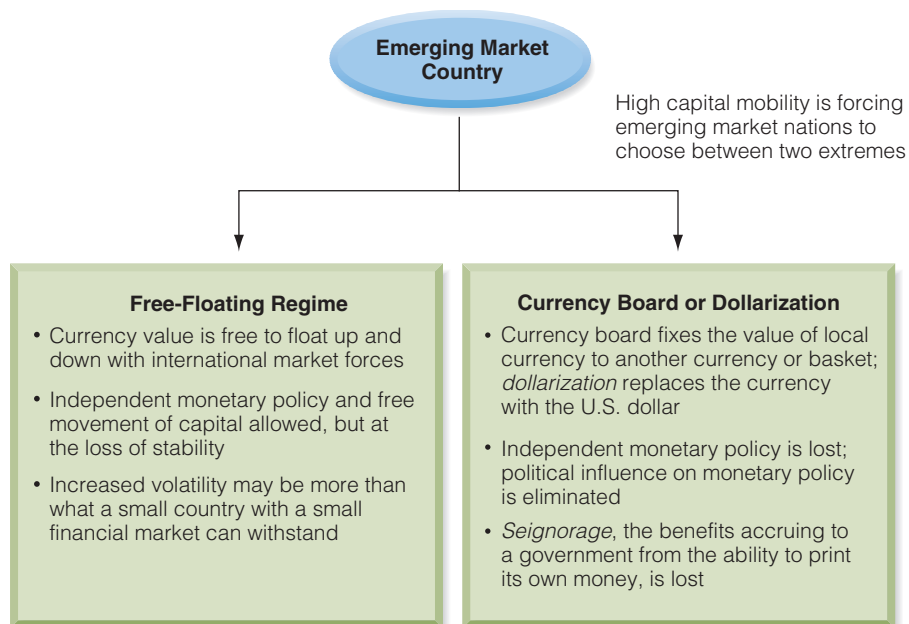 Emerging Market
Country
High capital mobility is forcing
emerging market nations to
choose between two extremes
Free-Floating Regime
• Currency value is free to float up and
down with international market forces
• Independent monetary policy and free
movement of capital allowed, but at
the loss of stability
• Increased volatility may be more than
what a small country with a small
financial market can withstand
Currency Board or Dollarization
• Currency board fixes the value of local
currency to another currency or basket;
dollarization replaces the currency
with the U.S. dollar
• Independent monetary policy is lost;
political influence on monetary policy
is eliminated
• Seignorage, the benefits accruing to
a government from the ability to print
its own money, is lost